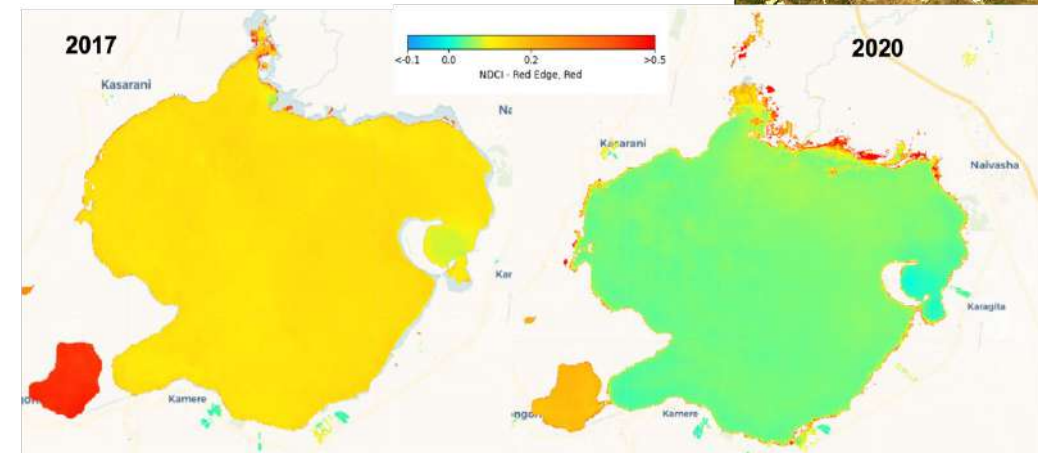 2017
<-0.1 0.0 0.2 >0.5
NDCI - Red Edge, Red
2020
Kasarani
Kamere
Kasarani
Naivasha
Karagita
Kamere